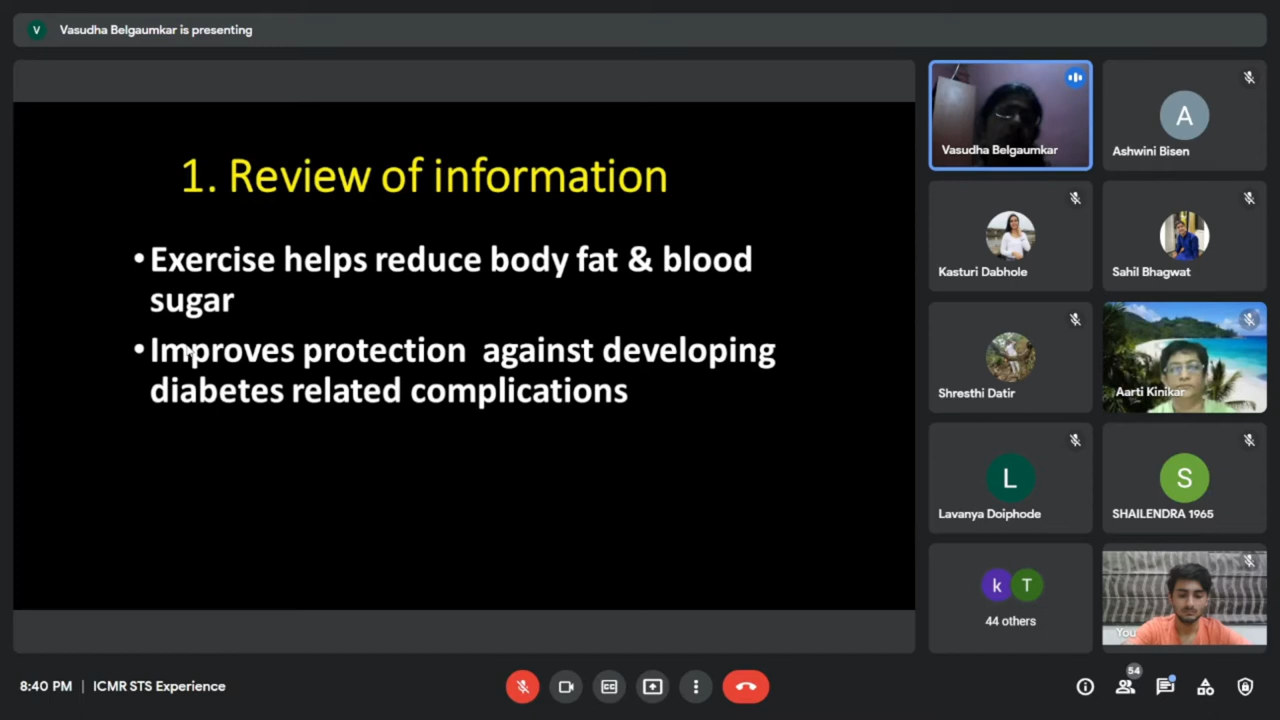 V
Vasudha Belgaumkar is presenting
1. Review of information
•Exercise helps reduce body fat & blood
sugar
•Improves protection  against developing
diabetes related complications
Vasudha Belgaumkar
A
Ashwini Bisen
Kasturi Dabhole
Sahil Bhagwat
Shresthi Datir
Aarti Kinikar
L
Lavanya Doiphode
S
SHAILENDRA 1965
k T
44 others
You
8:40 PM | ICMR STS Experience
CC
54